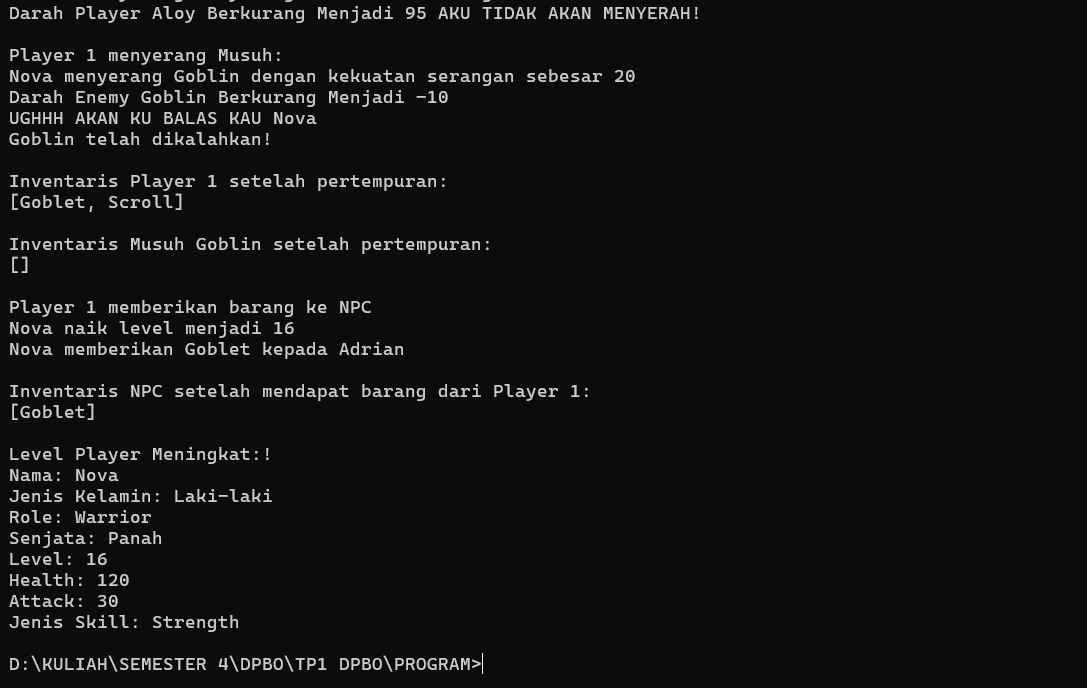 Darah Player Aloy Berkurang Menjadi 95 AKU TIDAK AKAN MENYERAH!
Player 1 menyerang Musuh:
Nova menyerang Goblin dengan kekuatan serangan sebesar 20
Darah Enemy Goblin Berkurang Menjadi -10
UGHHH AKAN KU BALAS KAU Nova
Goblin telah dikalahkan!
Inventaris Player 1 setelah pertempuran:
[Goblet, Scroll]
Inventaris Musuh Goblin setelah pertempuran:
[]
Player 1 memberikan barang ke NPC
Nova naik level menjadi 16
Nova memberikan Goblet kepada Adrian
Inventaris NPC setelah mendapat barang dari Player 1:
[Goblet]
Level Player Meningkat:!
Nama: Nova
Jenis Kelamin: Laki-laki
Role: Warrior
Senjata: Panah
Level: 16
Health: 120
Attack: 30
Jenis Skill: Strength
D:\KULIAH\SEMESTER 4\DPBO\TP1 DPBO\PROGRAM>